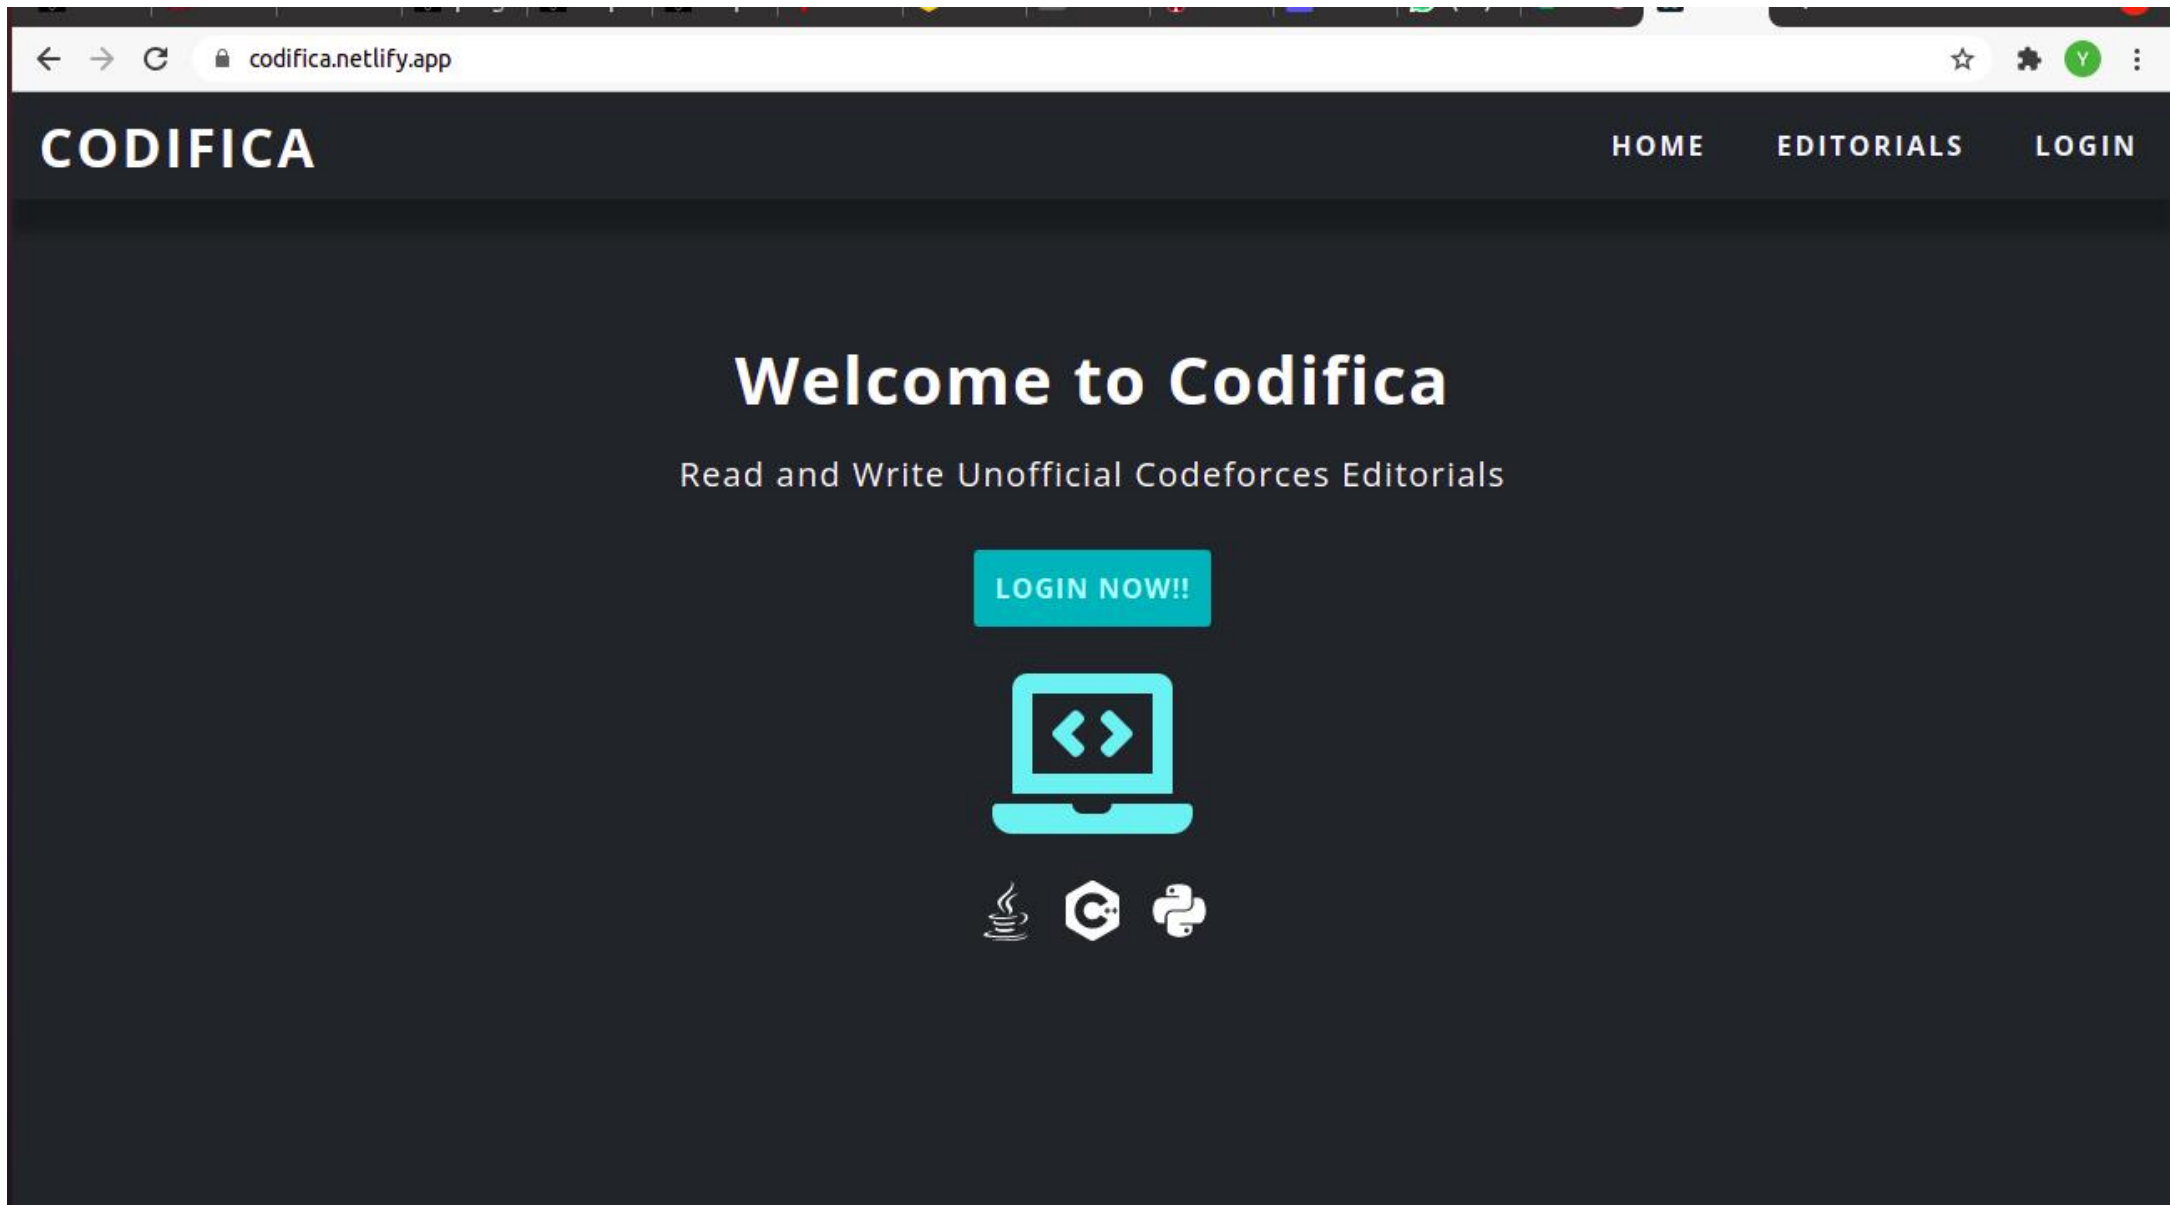 codifica.netlify.app
Y
CODIFICA
HOME EDITORIALS LOGIN
Welcome to Codifica
Read and Write Unofficial Codeforces Editorials
LOGIN NOW!!
C++